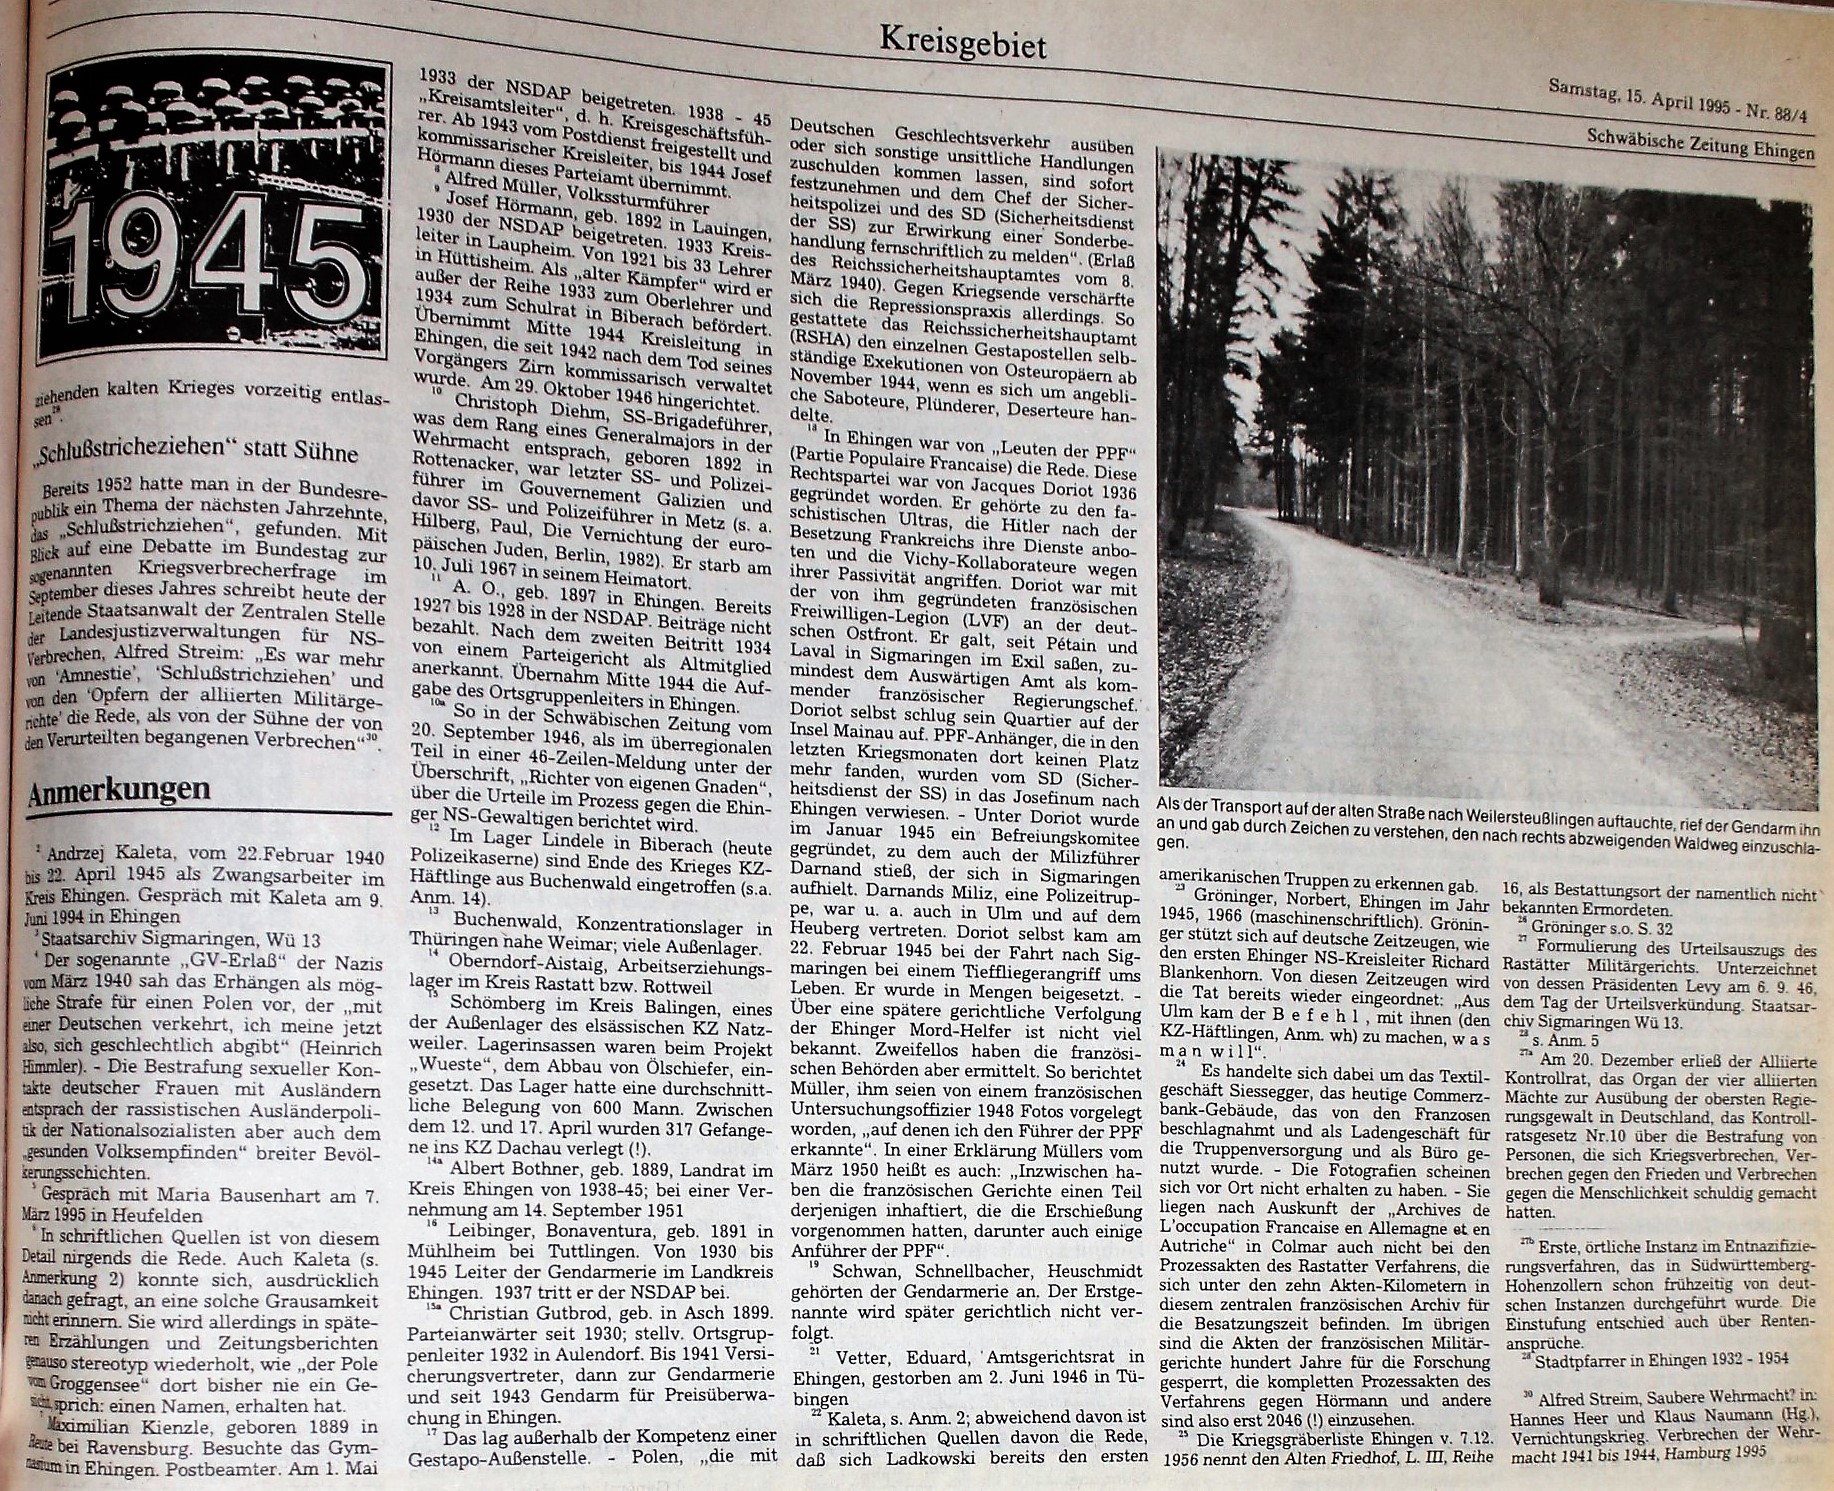 Kreisgebiet
Samstag, 15. April 1995 - Nr. 88/4
Schwäbische Zeitung Ehingen
1945
ziehenden kalten Krieges vorzeitig entlas-
sen²⁹.
„Schlußstricheziehen“ statt Sühne
Bereits 1952 hatte man in der Bundesre-
publik ein Thema der nächsten Jahrzehnte,
das „Schlußstrichziehen“, gefunden. Mit
Blick auf eine Debatte im Bundestag zur
sogenannten Kriegsverbrecherfrage im
September dieses Jahres schreibt heute der
Leitende Staatsanwalt der Zentralen Stelle
der Landesjustizverwaltungen für NS-
Verbrechen, Alfred Streim: „Es war mehr
von 'Amnestie', 'Schlußstrichziehen' und
von den 'Opfern der alliierten Militärge-
richte' die Rede, als von der Sühne der von
den Verurteilten begangenen Verbrechen“³⁰.
Anmerkungen
² Andrzej Kaleta, vom 22.Februar 1940
bis 22. April 1945 als Zwangsarbeiter im
Kreis Ehingen. Gespräch mit Kaleta am 9.
Juni 1994 in Ehingen
³ Staatsarchiv Sigmaringen, Wü 13
⁴ Der sogenannte „GV-Erlaß“ der Nazis
vom März 1940 sah das Erhängen als mög-
liche Strafe für einen Polen vor, der „mit
einer Deutschen verkehrt, ich meine jetzt
also, sich geschlechtlich abgibt“ (Heinrich
Himmler). - Die Bestrafung sexueller Kon-
takte deutscher Frauen mit Ausländern
entsprach der rassistischen Ausländerpoli-
tik der Nationalsozialisten aber auch dem
„gesunden Volksempfinden“ breiter Bevöl-
kerungsschichten.
⁵ Gespräch mit Maria Bausenhart am 7.
März 1995 in Heufelden
⁶ In schriftlichen Quellen ist von diesem
Detail nirgends die Rede. Auch Kaleta (s.
Anmerkung 2) konnte sich, ausdrücklich
danach gefragt, an eine solche Grausamkeit
nicht erinnern. Sie wird allerdings in späte-
ren Erzählungen und Zeitungsberichten
genauso stereotyp wiederholt, wie „der Pole
vom Groggensee“ dort bisher nie ein Ge-
sicht, sprich: einen Namen, erhalten hat.
⁷ Maximilian Kienzle, geboren 1889 in
Reute bei Ravensburg. Besuchte das Gym-
nasium in Ehingen. Postbeamter. Am 1. Mai
1933 der NSDAP beigetreten. 1938 - 45
„Kreisamtsleiter“, d. h. Kreisgeschäftsfüh-
rer. Ab 1943 vom Postdienst freigestellt und
kommissarischer Kreisleiter, bis 1944 Josef
Hörmann dieses Parteiamt übernimmt.
⁸ Alfred Müller, Volkssturmführer
⁹ Josef Hörmann, geb. 1892 in Lauingen,
1930 der NSDAP beigetreten. 1933 Kreis-
leiter in Laupheim. Von 1921 bis 33 Lehrer
in Hüttisheim. Als „alter Kämpfer“ wird er
außer der Reihe 1933 zum Oberlehrer und
1934 zum Schulrat in Biberach befördert.
Übernimmt Mitte 1944 Kreisleitung in
Ehingen, die seit 1942 nach dem Tod seines
Vorgängers Zirn kommissarisch verwaltet
wurde. Am 29. Oktober 1946 hingerichtet.
¹⁰ Christoph Diehm, SS-Brigadeführer,
was dem Rang eines Generalmajors in der
Wehrmacht entsprach, geboren 1892 in
Rottenacker, war letzter SS- und Polizei-
führer im Gouvernement Galizien und
davor SS- und Polizeiführer in Metz (s. a.
Hilberg, Paul, Die Vernichtung der euro-
päischen Juden, Berlin, 1982). Er starb am
10. Juli 1967 in seinem Heimatort.
¹¹ A. O., geb. 1897 in Ehingen. Bereits
1927 bis 1928 in der NSDAP. Beiträge nicht
bezahlt. Nach dem zweiten Beitritt 1934
von einem Parteigericht als Altmitglied
anerkannt. Übernahm Mitte 1944 die Auf-
gabe des Ortsgruppenleiters in Ehingen.
¹⁰ᵃ So in der Schwäbischen Zeitung vom
20. September 1946, als im überregionalen
Teil in einer 46-Zeilen-Meldung unter der
Überschrift, „Richter von eigenen Gnaden“,
über die Urteile im Prozess gegen die Ehin-
ger NS-Gewaltigen berichtet wird.
¹² Im Lager Lindele in Biberach (heute
Polizeikaserne) sind Ende des Krieges KZ-
Häftlinge aus Buchenwald eingetroffen (s.a.
Anm. 14).
¹³ Buchenwald, Konzentrationslager in
Thüringen nahe Weimar; viele Außenlager.
¹⁴ Oberndorf-Aistaig, Arbeitserziehungs-
lager im Kreis Rastatt bzw. Rottweil
¹⁵ Schömberg im Kreis Balingen, eines
der Außenlager des elsässischen KZ Natz-
weiler. Lagerinsassen waren beim Projekt
„Wueste“, dem Abbau von Ölschiefer, ein-
gesetzt. Das Lager hatte eine durchschnitt-
liche Belegung von 600 Mann. Zwischen
dem 12. und 17. April wurden 317 Gefange-
ne ins KZ Dachau verlegt (!).
¹⁴ᵃ Albert Bothner, geb. 1889, Landrat im
Kreis Ehingen von 1938-45; bei einer Ver-
nehmung am 14. September 1951
¹⁶ Leibinger, Bonaventura, geb. 1891 in
Mühlheim bei Tuttlingen. Von 1930 bis
1945 Leiter der Gendarmerie im Landkreis
Ehingen. 1937 tritt er der NSDAP bei.
¹⁵ᵃ Christian Gutbrod, geb. in Asch 1899.
Parteianwärter seit 1930; stellv. Ortsgrup-
penleiter 1932 in Aulendorf. Bis 1941 Versi-
cherungsvertreter, dann zur Gendarmerie
und seit 1943 Gendarm für Preisüberwa-
chung in Ehingen.
¹⁷ Das lag außerhalb der Kompetenz einer
Gestapo-Außenstelle. - Polen, „die mit
Deutschen Geschlechtsverkehr ausüben
oder sich sonstige unsittliche Handlungen
zuschulden kommen lassen, sind sofort
festzunehmen und dem Chef der Sicher-
heitspolizei und des SD (Sicherheitsdienst
der SS) zur Erwirkung einer Sonderbe-
handlung fernschriftlich zu melden“. (Erlaß
des Reichssicherheitshauptamtes vom 8.
März 1940). Gegen Kriegsende verschärfte
sich die Repressionspraxis allerdings. So
gestattete das Reichssicherheitshauptamt
(RSHA) den einzelnen Gestapostellen selb-
ständige Exekutionen von Osteuropäern ab
November 1944, wenn es sich um angebli-
che Saboteure, Plünderer, Deserteure han-
delte.
¹⁸ In Ehingen war von „Leuten der PPF“
(Partie Populaire Francaise) die Rede. Diese
Rechtspartei war von Jacques Doriot 1936
gegründet worden. Er gehörte zu den fa-
schistischen Ultras, die Hitler nach der
Besetzung Frankreichs ihre Dienste anbo-
ten und die Vichy-Kollaborateure wegen
ihrer Passivität angriffen. Doriot war mit
der von ihm gegründeten französischen
Freiwilligen-Legion (LVF) an der deut-
schen Ostfront. Er galt, seit Pétain und
Laval in Sigmaringen im Exil saßen, zu-
mindest dem Auswärtigen Amt als kom-
mender französischer Regierungschef.
Doriot selbst schlug sein Quartier auf der
Insel Mainau auf. PPF-Anhänger, die in den
letzten Kriegsmonaten dort keinen Platz
mehr fanden, wurden vom SD (Sicher-
heitsdienst der SS) in das Josefinum nach
Ehingen verwiesen. - Unter Doriot wurde
im Januar 1945 ein Befreiungskomitee
gegründet, zu dem auch der Milizführer
Darnand stieß, der sich in Sigmaringen
aufhielt. Darnands Miliz, eine Polizeitrup-
pe, war u. a. auch in Ulm und auf dem
Heuberg vertreten. Doriot selbst kam am
22. Februar 1945 bei der Fahrt nach Sig-
maringen bei einem Tieffliegerangriff ums
Leben. Er wurde in Mengen beigesetzt. -
Über eine spätere gerichtliche Verfolgung
der Ehinger Mord-Helfer ist nicht viel
bekannt. Zweifellos haben die französi-
schen Behörden aber ermittelt. So berichtet
Müller, ihm seien von einem französischen
Untersuchungsoffizier 1948 Fotos vorgelegt
worden, „auf denen ich den Führer der PPF
erkannte“. In einer Erklärung Müllers vom
März 1950 heißt es auch: „Inzwischen ha-
ben die französischen Gerichte einen Teil
derjenigen inhaftiert, die die Erschießung
vorgenommen hatten, darunter auch einige
Anführer der PPF“.
¹⁹ Schwan, Schnellbacher, Heuschmidt
gehörten der Gendarmerie an. Der Erstge-
nannte wird später gerichtlich nicht ver-
folgt.
²¹ Vetter, Eduard, Amtsgerichtsrat in
Ehingen, gestorben am 2. Juni 1946 in Tü-
bingen
²² Kaleta, s. Anm. 2; abweichend davon ist
in schriftlichen Quellen davon die Rede,
daß sich Ladkowski bereits den ersten
Als der Transport auf der alten Straße nach Weilersteußlingen auftauchte, rief der Gendarm ihn
an und gab durch Zeichen zu verstehen, den nach rechts abzweigenden Waldweg einzuschla-
gen.
amerikanischen Truppen zu erkennen gab.
²³ Gröninger, Norbert, Ehingen im Jahr
1945, 1966 (maschinenschriftlich). Grönin-
ger stützt sich auf deutsche Zeitzeugen, wie
den ersten Ehinger NS-Kreisleiter Richard
Blankenhorn. Von diesen Zeitzeugen wird
die Tat bereits wieder eingeordnet: „Aus
Ulm kam der B e f e h l , mit ihnen (den
KZ-Häftlingen, Anm. wh) zu machen, w a s
m a n w i l l“.
²⁴ Es handelte sich dabei um das Textil-
geschäft Siessegger, das heutige Commerz-
bank-Gebäude, das von den Franzosen
beschlagnahmt und als Ladengeschäft für
die Truppenversorgung und als Büro ge-
nutzt wurde. - Die Fotografien scheinen
sich vor Ort nicht erhalten zu haben. - Sie
liegen nach Auskunft der „Archives de
L'occupation Francaise en Allemagne et en
Autriche“ in Colmar auch nicht bei den
Prozessakten des Rastatter Verfahrens, die
sich unter den zehn Akten-Kilometern in
diesem zentralen französischen Archiv für
die Besatzungszeit befinden. Im übrigen
sind die Akten der französischen Militär-
gerichte hundert Jahre für die Forschung
gesperrt, die kompletten Prozessakten des
Verfahrens gegen Hörmann und andere
sind also erst 2046 (!) einzusehen.
²⁵ Die Kriegsgräberliste Ehingen v. 7.12.
1956 nennt den Alten Friedhof, L. III, Reihe
16, als Bestattungsort der namentlich nicht
bekannten Ermordeten.
²⁶ Gröninger s.o. S. 32
²⁷ Formulierung des Urteilsauszugs des
Rastätter Militärgerichts. Unterzeichnet
von dessen Präsidenten Levy am 6. 9. 46,
dem Tag der Urteilsverkündung. Staatsar-
chiv Sigmaringen Wü 13.
²⁸ s. Anm. 5
²⁷ᵃ Am 20. Dezember erließ der Alliierte
Kontrollrat, das Organ der vier alliierten
Mächte zur Ausübung der obersten Regie-
rungsgewalt in Deutschland, das Kontroll-
ratsgesetz Nr.10 über die Bestrafung von
Personen, die sich Kriegsverbrechen, Ver-
brechen gegen den Frieden und Verbrechen
gegen die Menschlichkeit schuldig gemacht
hatten.
²⁷ᵇ Erste, örtliche Instanz im Entnazifizie-
rungsverfahren, das in Südwürttemberg-
Hohenzollern schon frühzeitig von deut-
schen Instanzen durchgeführt wurde. Die
Einstufung entschied auch über Renten-
ansprüche.
²⁸ Stadtpfarrer in Ehingen 1932 - 1954
³⁰ Alfred Streim, Saubere Wehrmacht? in:
Hannes Heer und Klaus Naumann (Hg.),
Vernichtungskrieg. Verbrechen der Wehr-
macht 1941 bis 1944, Hamburg 1995